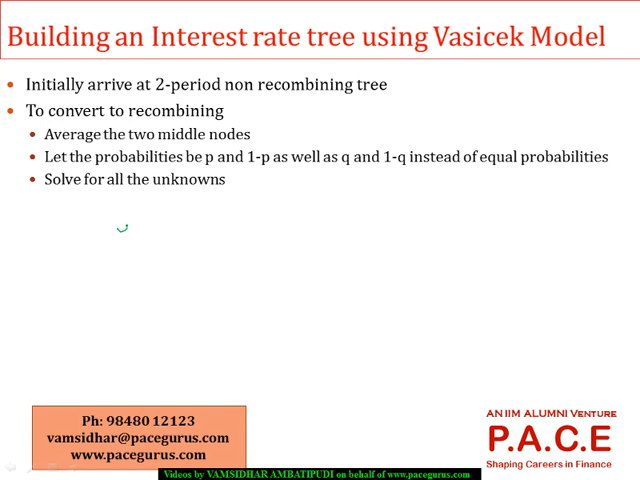 Building an Interest rate tree using Vasicek Model
Initially arrive at 2-period non recombining tree
To convert to recombining
Average the two middle nodes
Let the probabilities be p and 1-p as well as q and 1-q instead of equal probabilities
Solve for all the unknowns
Ph: 98480 12123
vamsidhar@pacegurus.com
www.pacegurus.com
AN IIM ALUMNI VENTURE
P.A.C.E
Shaping Careers in Finance
Videos by VAMSIDHAR AMBATIPUDI on behalf of www.pacegurus.com